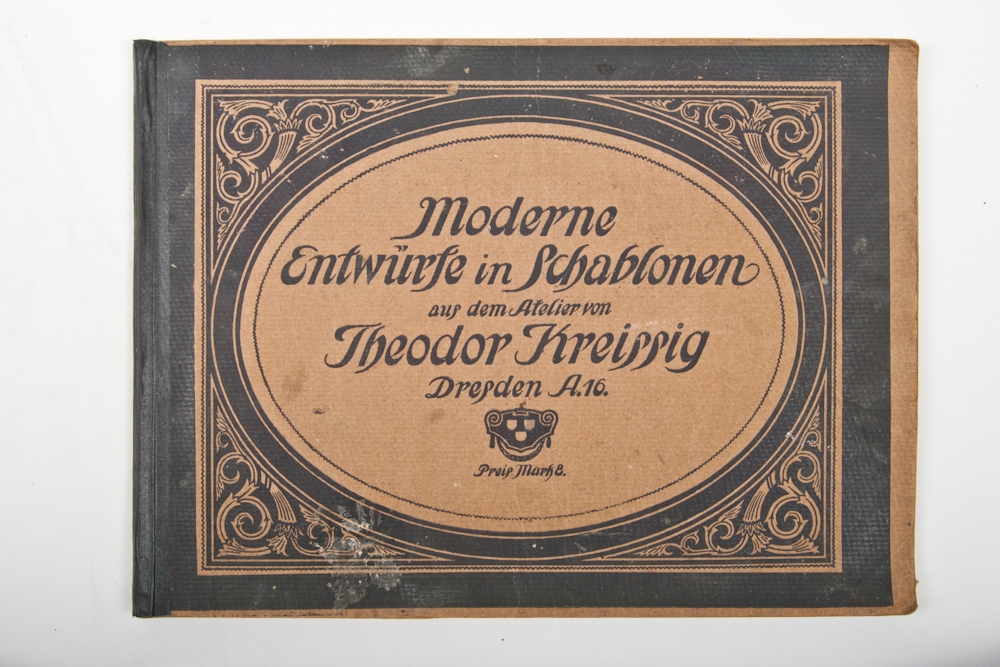 Moderne
Entwürfe in Schablonen
aus dem Atelier von
Theodor Kreissig
Dresden A.16.
Preis Mark 8.